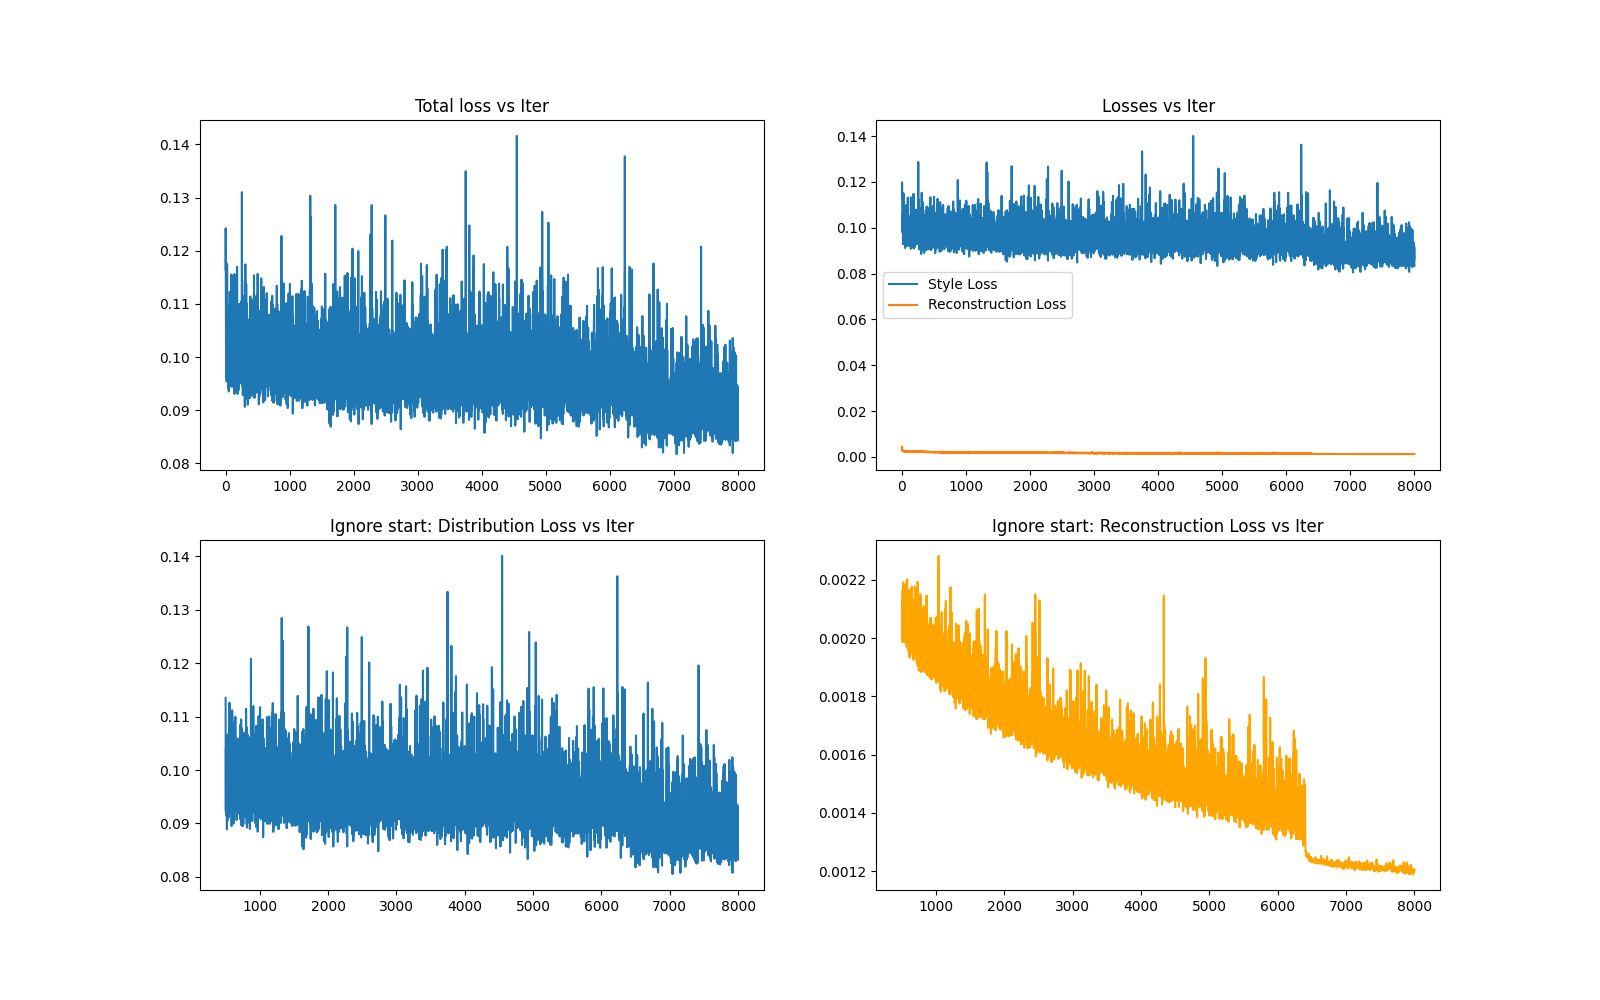 Total loss vs Iter
0.14
0.13
0.12
0.11
0.10
0.09
0.08
0 1000 2000 3000 4000 5000 6000 7000 8000
Losses vs Iter
0.14
0.12
0.10
0.08
0.06
0.04
0.02
0.00
Style Loss
Reconstruction Loss
0 1000 2000 3000 4000 5000 6000 7000 8000
Ignore start: Distribution Loss vs Iter
0.14
0.13
0.12
0.11
0.10
0.09
0.08
1000 2000 3000 4000 5000 6000 7000 8000
Ignore start: Reconstruction Loss vs Iter
0.0022
0.0020
0.0018
0.0016
0.0014
0.0012
1000 2000 3000 4000 5000 6000 7000 8000